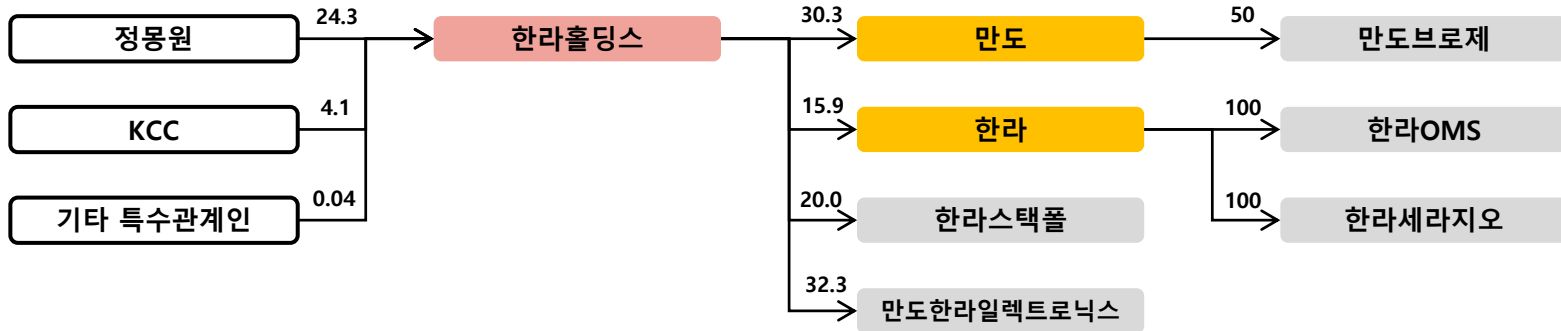 정몽원
24.3
한라홀딩스
30.3
만도
50
만도브로제
KCC
4.1
15.9
한라
100
한라OMS
기타 특수관계인
0.04
20.0
한라스택폴
100
한라세라지오
32.3
만도한라일렉트로닉스